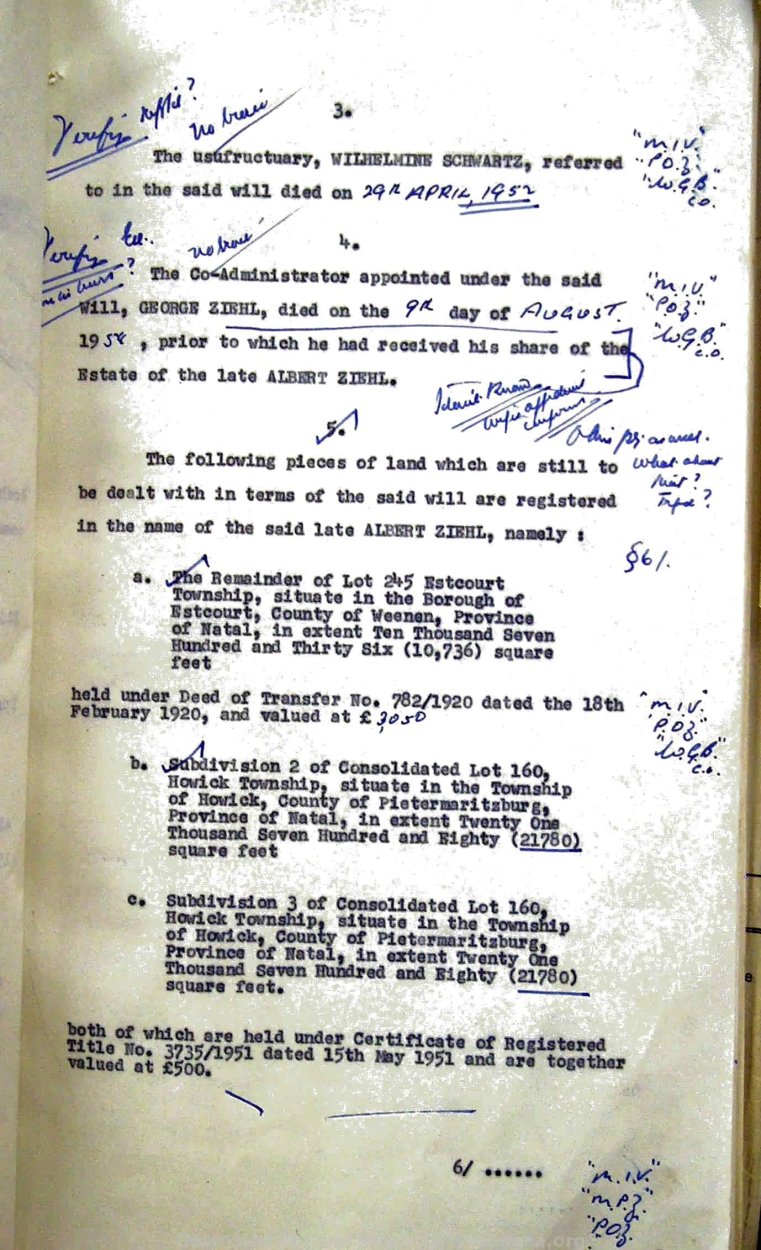 Verify
no trace
3.
The usufructuary, WILHELMINE SCHWARTZ, referred
to in the said will died on 29th APRIL, 1952
"M.I.V."
"P.O.Z."
"W.G.B."
c.o.
Verify
no trace
4.
The Co-Administrator appointed under the said
Will, GEORGE ZIEHL, died on the 9th day of AUGUST
195, prior to which he had received his share of the
Estate of the late ALBERT ZIEHL.
"M.I.V."
"P.O.Z."
"W.G.B."
c.o.
5.
The following pieces of land which are still to
be dealt with in terms of the said will are registered
in the name of the said late ALBERT ZIEHL, namely :
What about
§6/.
a. The Remainder of Lot 245 Estcourt
Township, situate in the Borough of
Estcourt, County of Weenen, Province
of Natal, in extent Ten Thousand Seven
Hundred and Thirty Six (10,736) square
feet
held under Deed of Transfer No. 782/1920 dated the 18th
February 1920, and valued at £3050
"M.I.V."
"P.O.Z."
"W.G.B."
c.o.
b. Subdivision 2 of Consolidated Lot 160,
Howick Township, situate in the Township
of Howick, County of Pietermaritzburg,
Province of Natal, in extent Twenty One
Thousand Seven Hundred and Eighty (21780)
square feet
c. Subdivision 3 of Consolidated Lot 160,
Howick Township, situate in the Township
of Howick, County of Pietermaritzburg,
Province of Natal, in extent Twenty One
Thousand Seven Hundred and Eighty (21780)
square feet.
both of which are held under Certificate of Registered
Title No. 3735/1951 dated 15th May 1951 and are together
valued at £500.
6/ ......
"M.I.V."
"M.P.Z."
"P.O.Z."